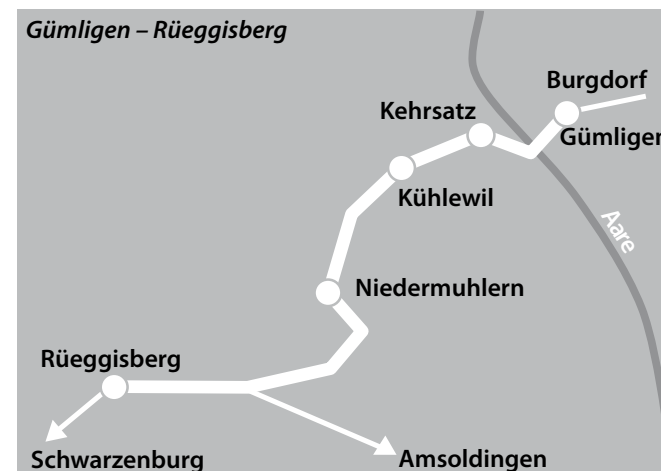 Gümligen – Rüeggisberg
Burgdorf
Kehrsatz
Gümligen
Kühlewil
Aare
Niedermuhlern
Rüeggisberg
Schwarzenburg
Amsoldingen